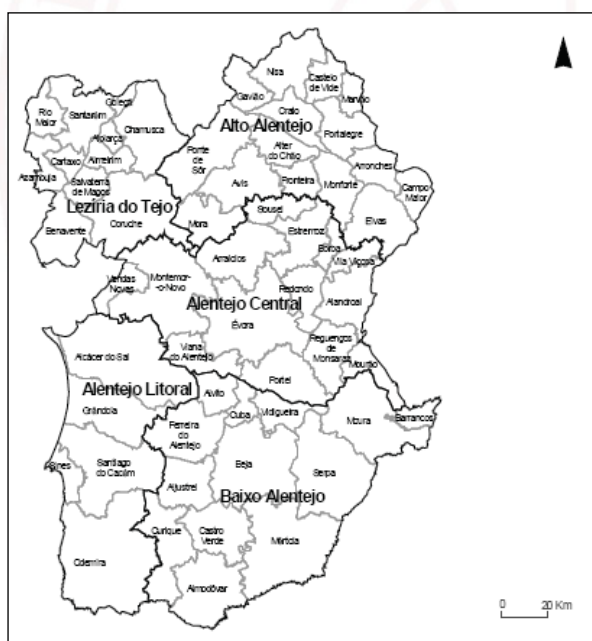 Nisa
Castelo
de Vide
Gavião
Marvão
Crato
Alto Alentejo
Portalegre
Ponte
de
Sôr
Alter
do Chão
Arronches
Avis
Fronteira
Monforte
Campo
Maior
Elvas
Mora
Rio
Maior
Santarém
Golegã
Chamusca
Alpiarça
Cartaxo
Almeirim
Azambuja
Salvaterra
de Magos
Lezíria do Tejo
Benavente
Coruche
Sousel
Estremoz
Borba
Vila Viçosa
Arraiolos
Vendas
Novas
Montemor
-o-Novo
Redondo
Alandroal
Alentejo Central
Évora
Viana
do Alentejo
Reguengos
de
Monsaraz
Mourão
Portel
Alcácer do Sal
Alentejo Litoral
Grândola
Sines
Santiago
do Cacém
Odemira
Alvito
Cuba
Vidigueira
Moura
Barrancos
Ferreira
do
Alentejo
Beja
Serpa
Aljustrel
Baixo Alentejo
Ourique
Castro
Verde
Mértola
Almodôvar
0 20 Km